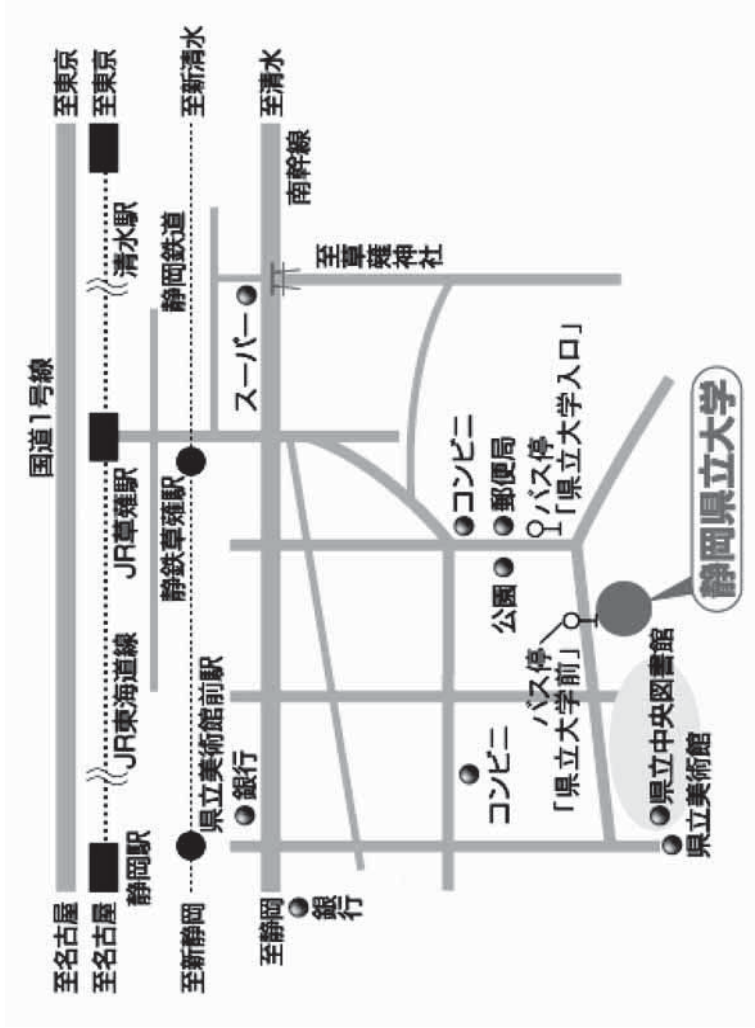 国道1号線
至名古屋
至東京
至名古屋
静岡駅
JR東海道線
JR草薙駅
清水駅
至東京
至新静岡
県立美術館前駅
静鉄草薙駅
静岡鉄道
至新清水
銀行
スーパー
至静岡
南幹線
至清水
銀行
至草薙神社
コンビニ
コンビニ
公園
郵便局
バス停
「県立大学入口」
バス停
「県立大学前」
静岡県立大学
県立中央図書館
県立美術館